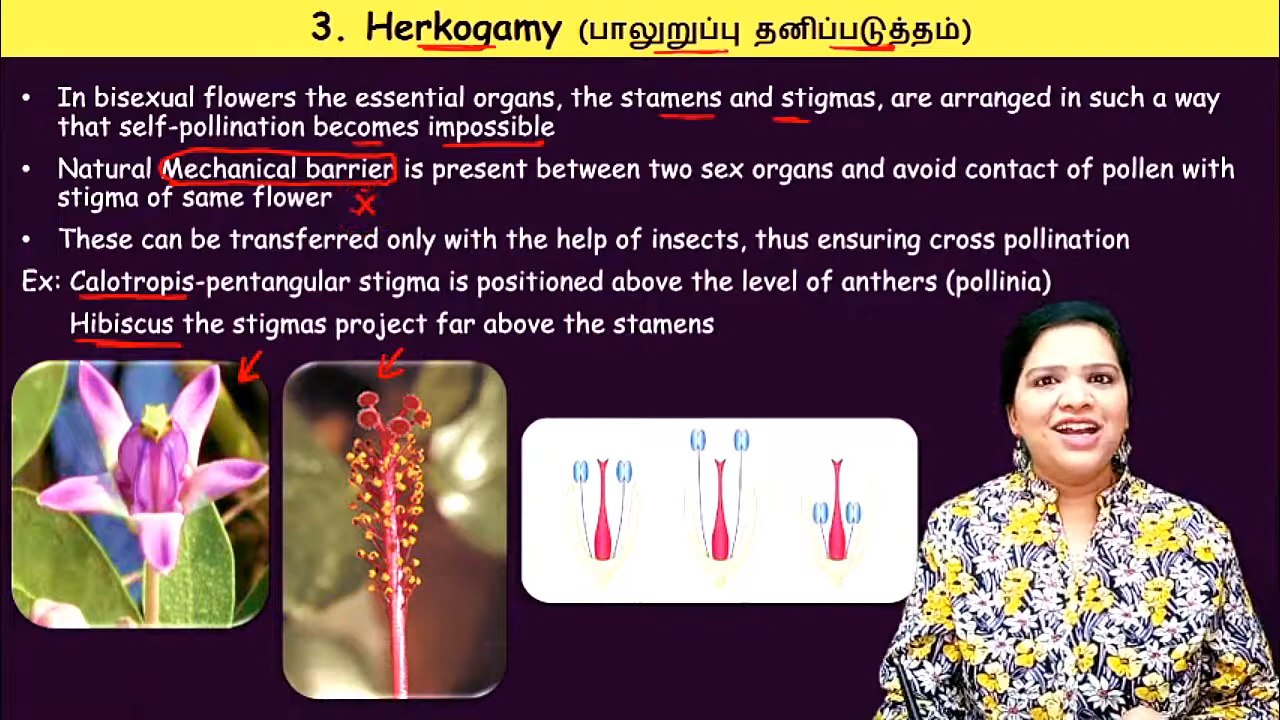 3. Herkogamy (பாலுறுப்பு தனிப்படுத்தம்)
• In bisexual flowers the essential organs, the stamens and stigmas, are arranged in such a way
that self-pollination becomes impossible
• Natural Mechanical barrier is present between two sex organs and avoid contact of pollen with
stigma of same flower
• These can be transferred only with the help of insects, thus ensuring cross pollination
Ex: Calotropis-pentangular stigma is positioned above the level of anthers (pollinia)
Hibiscus the stigmas project far above the stamens